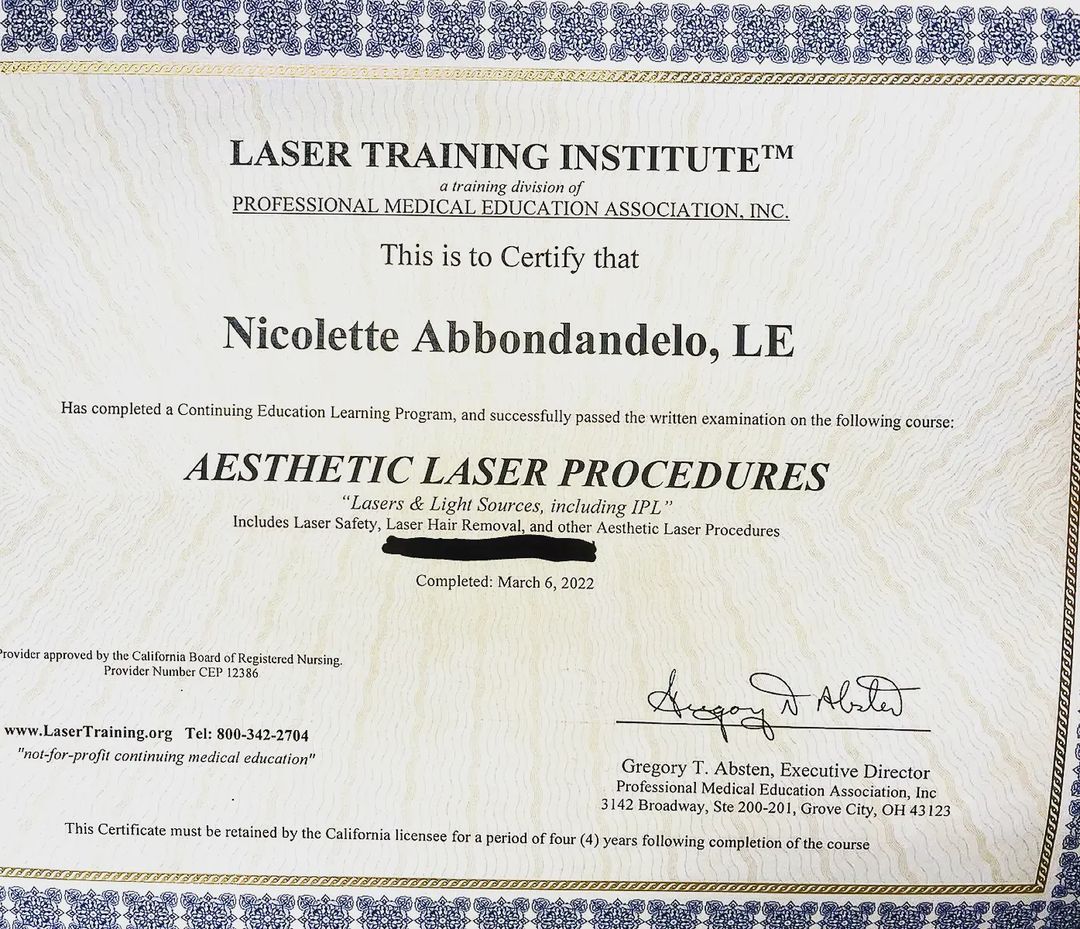 LASER TRAINING INSTITUTE™
a training division of
PROFESSIONAL MEDICAL EDUCATION ASSOCIATION, INC.
This is to Certify that
Nicolette Abbondandelo, LE
Has completed a Continuing Education Learning Program, and successfully passed the written examination on the following course:
AESTHETIC LASER PROCEDURES
"Lasers & Light Sources, including IPL"
Includes Laser Safety, Laser Hair Removal, and other Aesthetic Laser Procedures
Completed: March 6, 2022
Provider approved by the California Board of Registered Nursing.
Provider Number CEP 12386
www.LaserTraining.org Tel: 800-342-2704
"not-for-profit continuing medical education"
Gregory T. Absten
Gregory T. Absten, Executive Director
Professional Medical Education Association, Inc
3142 Broadway, Ste 200-201, Grove City, OH 43123
This Certificate must be retained by the California licensee for a period of four (4) years following completion of the course